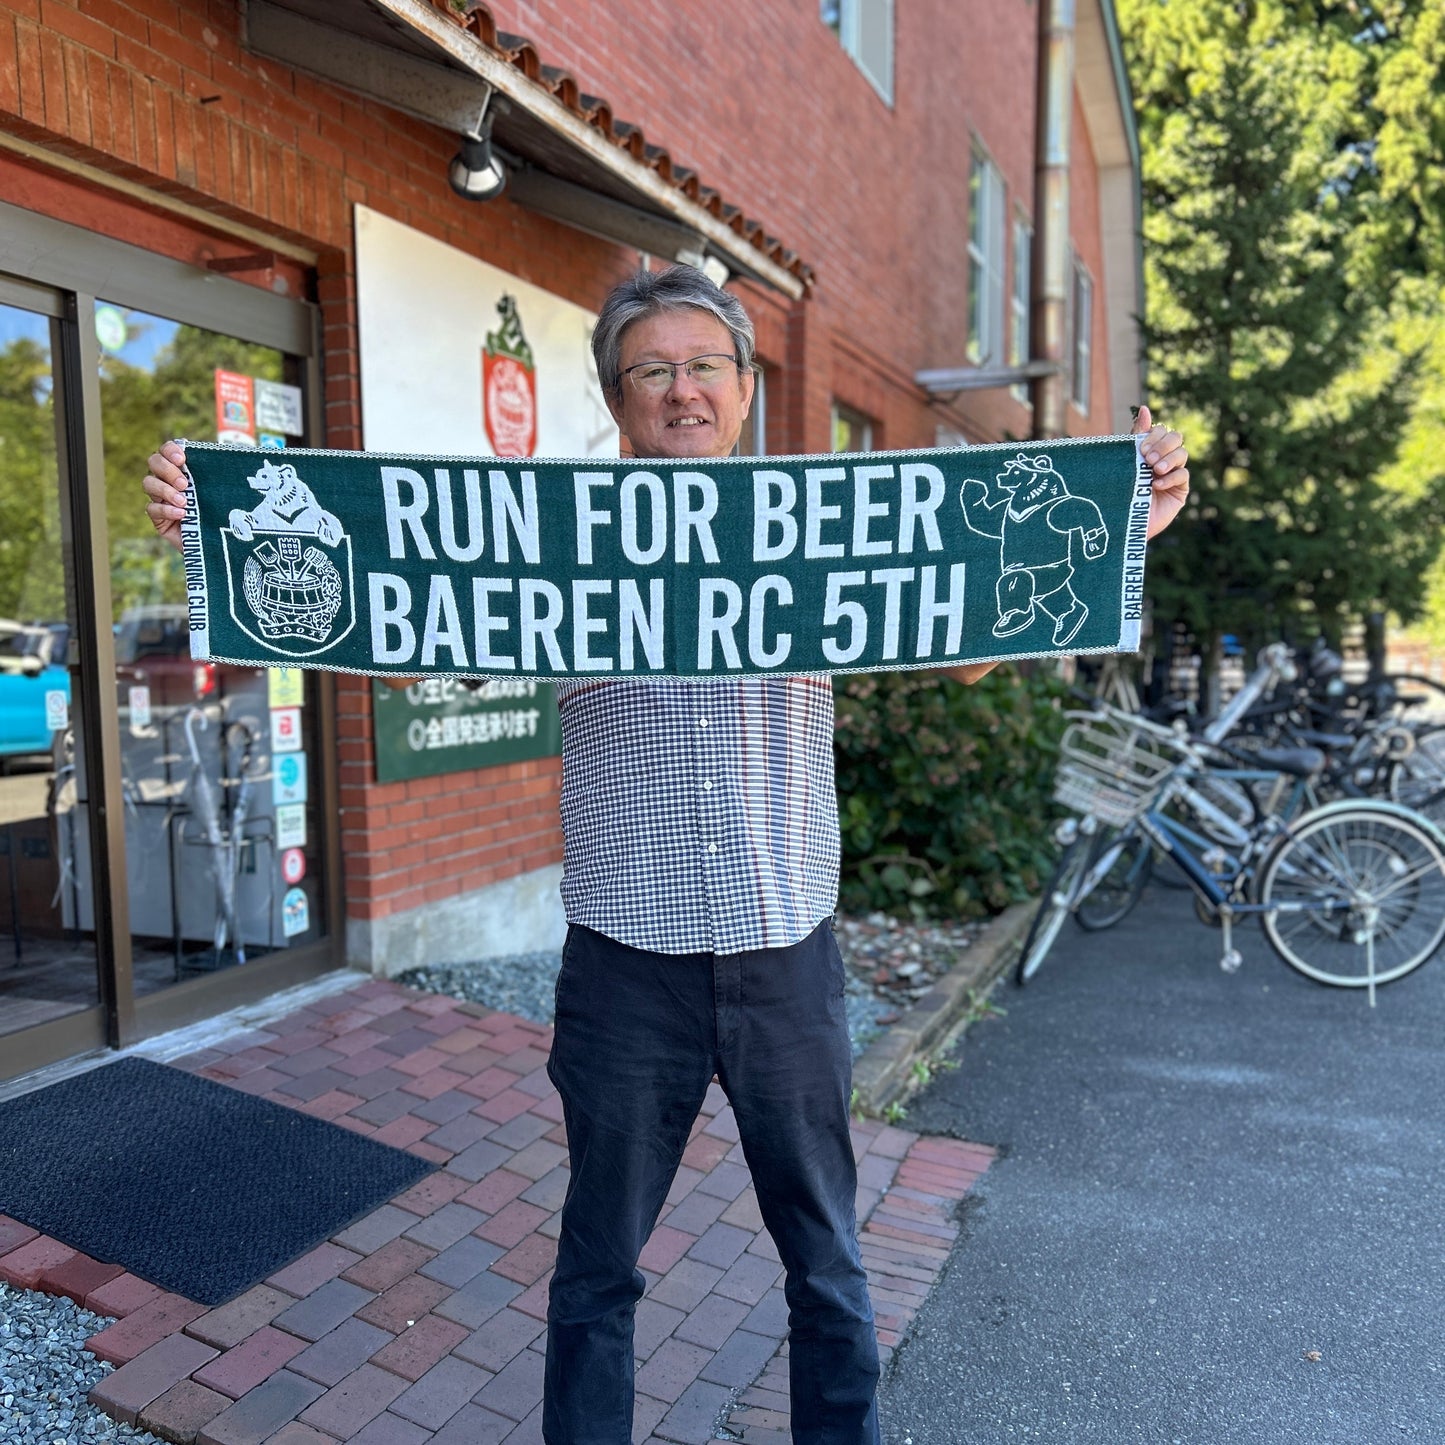 RUN FOR BEER
BAEREN RC 5TH
BAEREN RUNNING CLUB
2001
BAEREN RUNNING CLUB
◎全国発送承ります